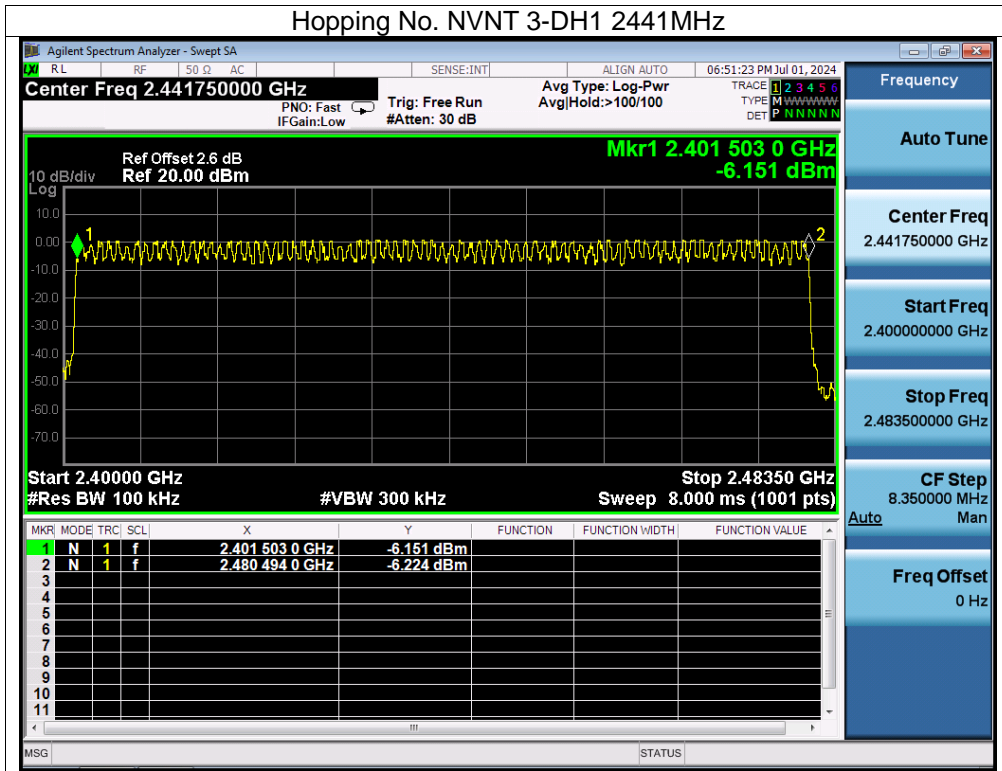 Hopping No. NVNT 3-DH1 2441MHz
Agilent Spectrum Analyzer - Swept SA
LXI RL RF 50 Ω AC SENSE:INT ALIGN AUTO 06:51:23 PM Jul 01, 2024
Center Freq 2.441750000 GHz
PNO: Fast
IFGain:Low
Trig: Free Run
#Atten: 30 dB
Avg Type: Log-Pwr
Avg|Hold:>100/100
TRACE 1 2 3 4 5 6
TYPE M WWWWW
DET P N N N N N
Frequency
Auto Tune
Center Freq
2.441750000 GHz
Start Freq
2.400000000 GHz
Stop Freq
2.483500000 GHz
CF Step
8.350000 MHz
Auto Man
Freq Offset
0 Hz
Mkr1 2.401 503 0 GHz
-6.151 dBm
Ref Offset 2.6 dB
10 dB/div Ref 20.00 dBm
Log
10.0
0.00
-10.0
-20.0
-30.0
-40.0
-50.0
-60.0
-70.0
1
2
Start 2.40000 GHz Stop 2.48350 GHz
#Res BW 100 kHz #VBW 300 kHz Sweep 8.000 ms (1001 pts)
MKR MODE TRC SCL X Y FUNCTION FUNCTION WIDTH FUNCTION VALUE
1 N 1 f 2.401 503 0 GHz -6.151 dBm
2 N 1 f 2.480 494 0 GHz -6.224 dBm
3
4
5
6
7
8
9
10
11
MSG STATUS